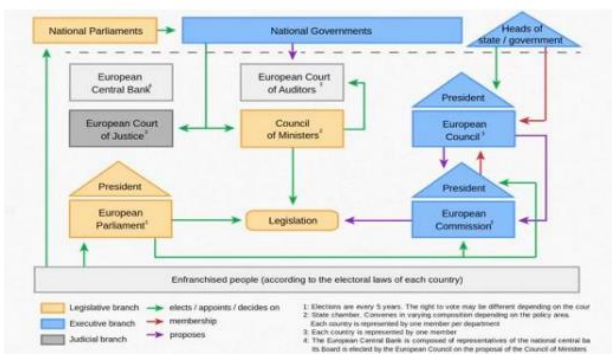 National Parliaments
National Governments
Heads of
state / government
European
Central Bank
European Court
of Auditors
President
European Court
of Justice
Council
of Ministers
European
Council
President
President
European
Parliament
Legislation
European
Commission
Enfranchised people (according to the electoral laws of each country)
Legislative branch
Executive branch
Judicial branch
elects / appoints / decides on
membership
proposes
1: Elections are every 5 years. The right to vote may be different depending on the cour
2: State chamber. Convenes in varying composition depending on the policy area.
Each country is represented by one member per department
3: Each country is represented by one member
4: The European Central Bank is composed of representatives of the national central ba
Its Board is elected by the European Council on the proposal of the Council of Ministers